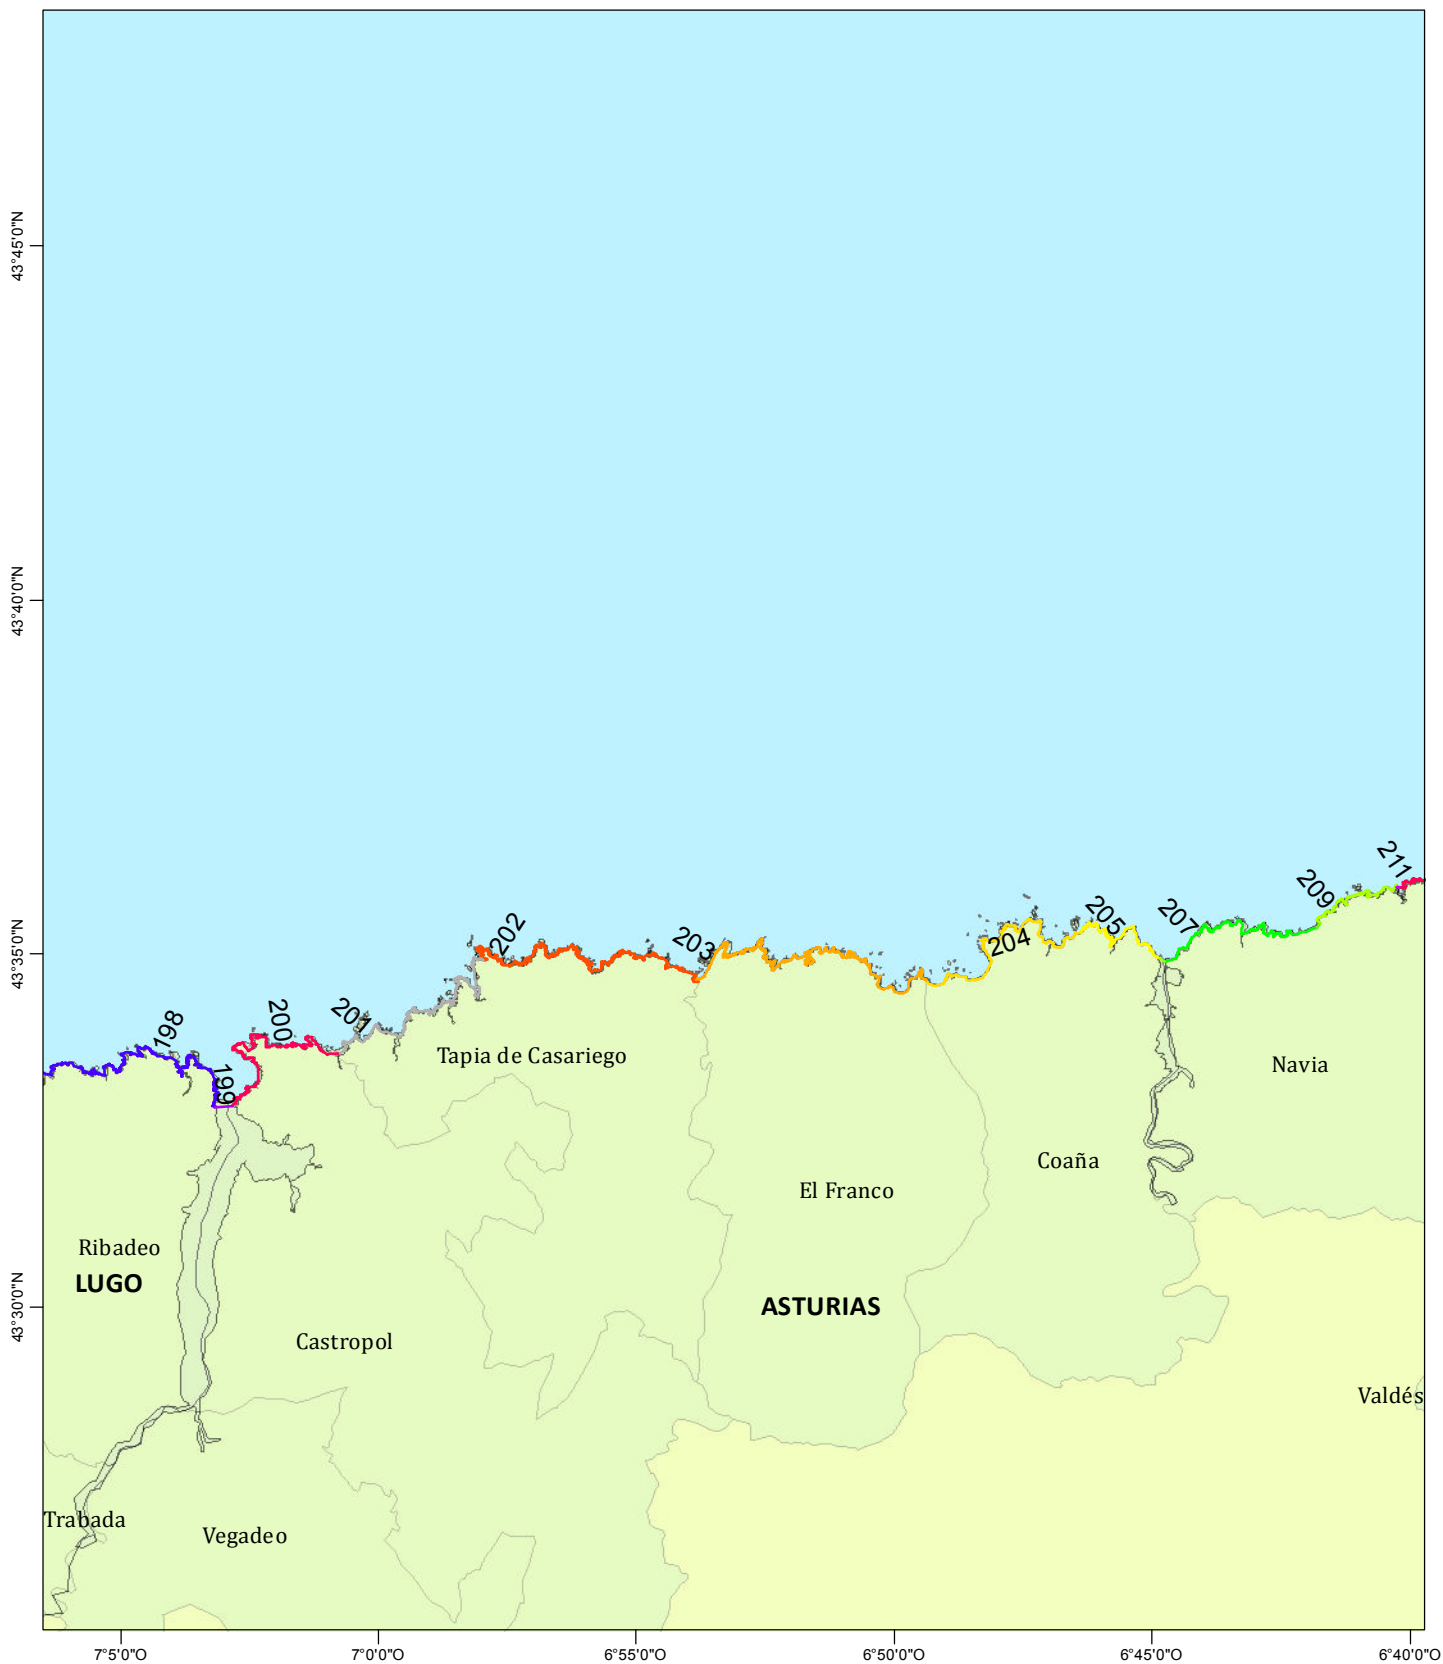 43°45'0"N
43°40'0"N
43°35'0"N
43°30'0"N
198
199
200
201
202
203
204
205
207
209
211
Tapia de Casariego
Navia
Coaña
El Franco
Ribadeo
LUGO
ASTURIAS
Castropol
Valdés
Trabada
Vegadeo
7°5'0"O
7°0'0"O
6°55'0"O
6°50'0"O
6°45'0"O
6°40'0"O